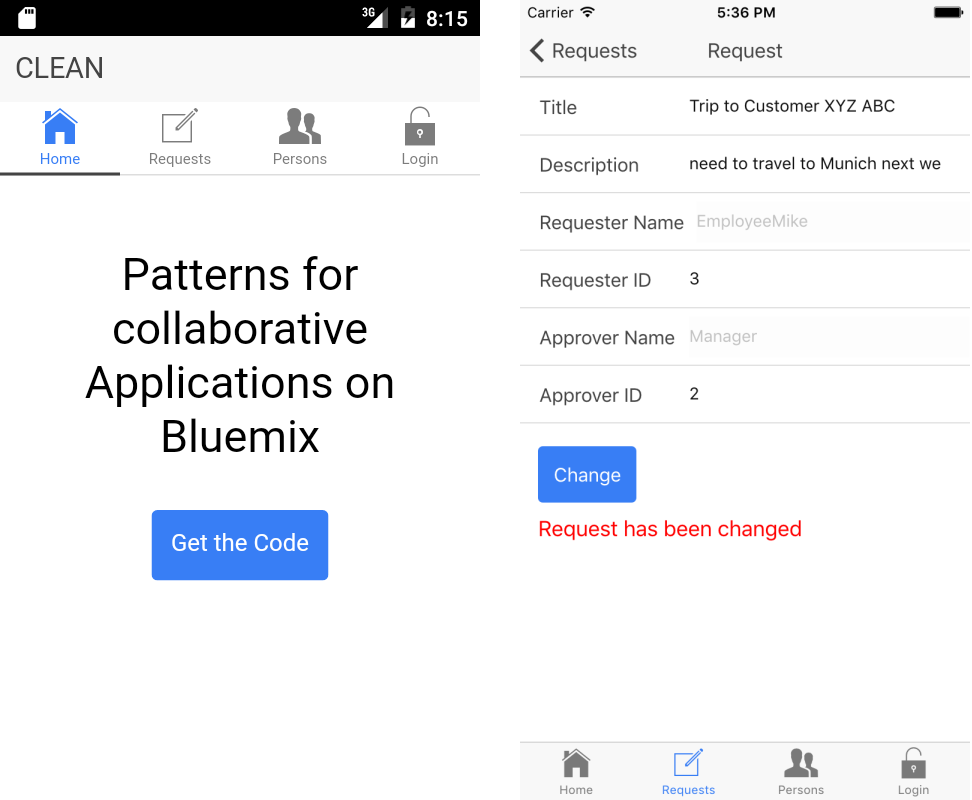 3G 8:15
CLEAN
Home Requests Persons Login
Patterns for
collaborative
Applications on
Bluemix
Get the Code
Carrier 5:36 PM
Requests Request
Title Trip to Customer XYZ ABC
Description need to travel to Munich next we
Requester Name EmployeeMike
Requester ID 3
Approver Name Manager
Approver ID 2
Change
Request has been changed
Home Requests Persons Login